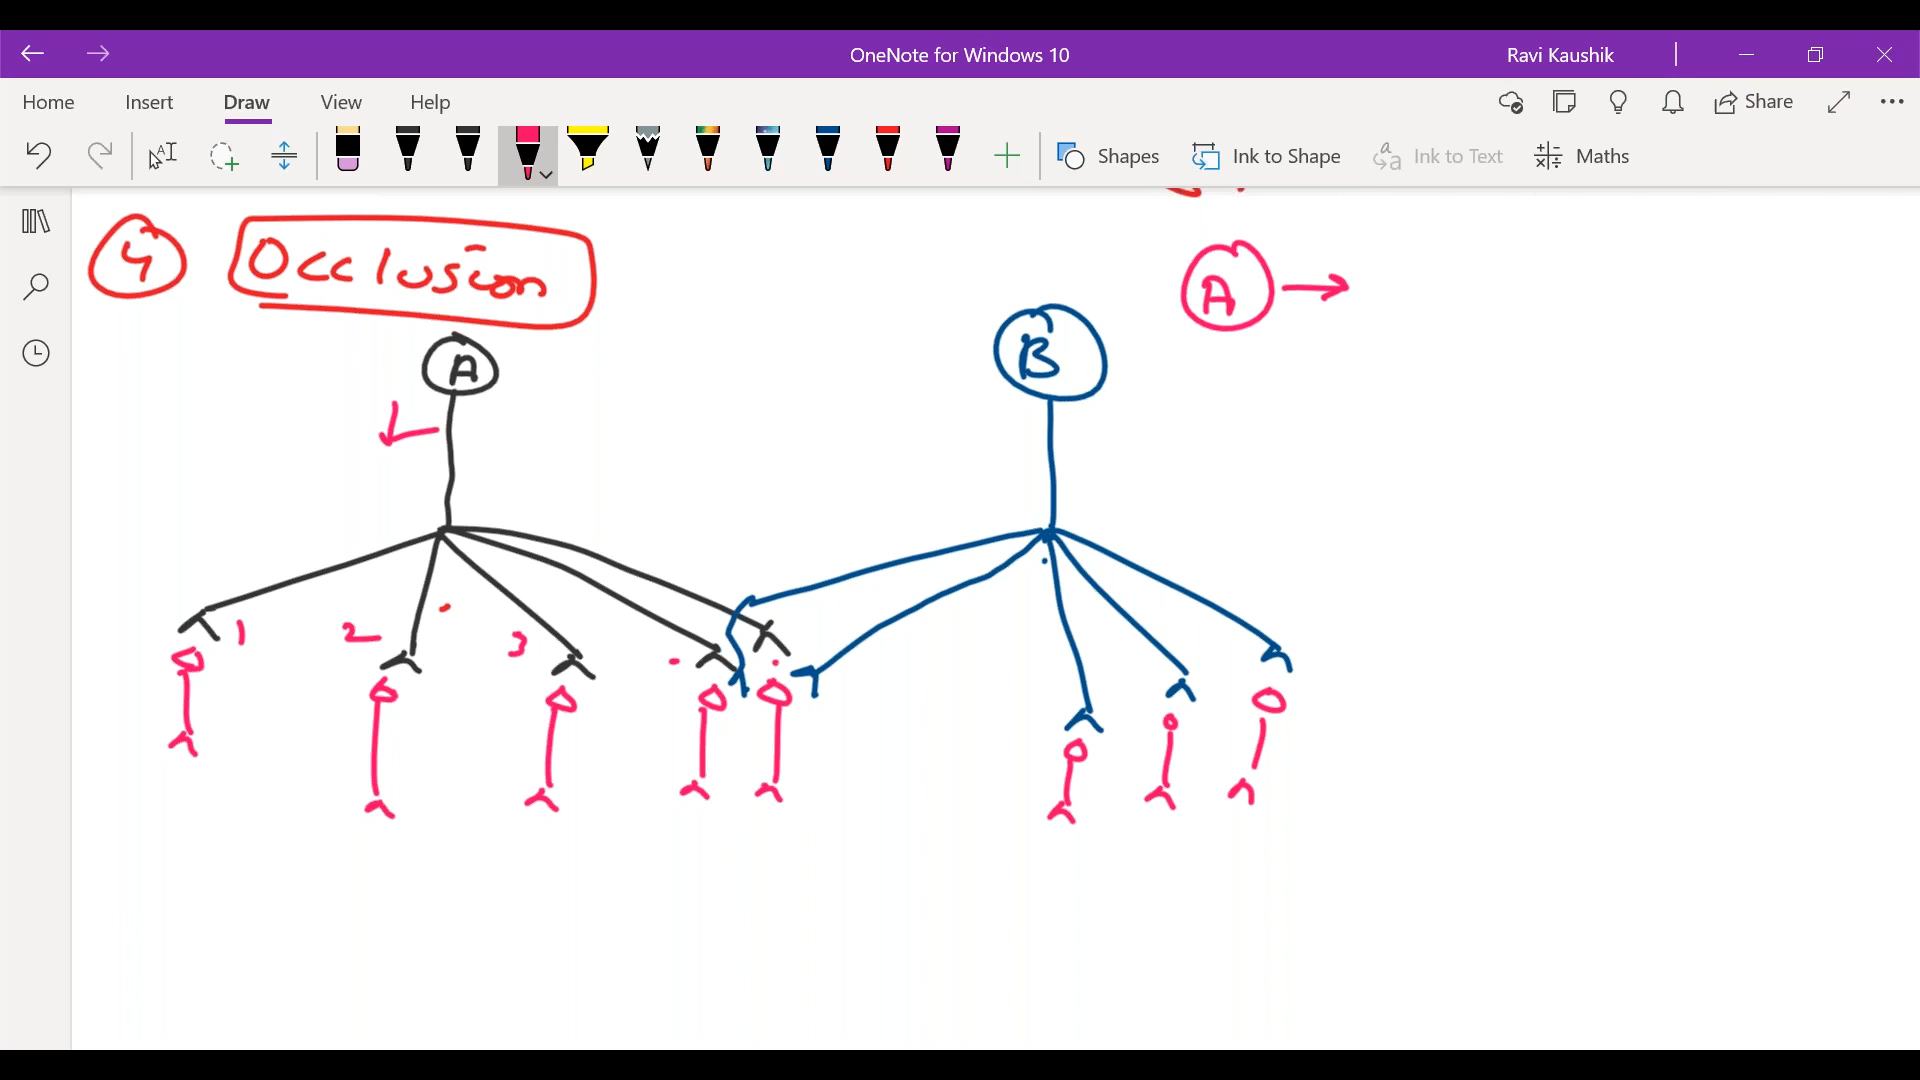 OneNote for Windows 10
Ravi Kaushik
Home Insert Draw View Help
Share
Shapes Ink to Shape Ink to Text Maths
4 Occlusion
A →
A
B
1 2 3